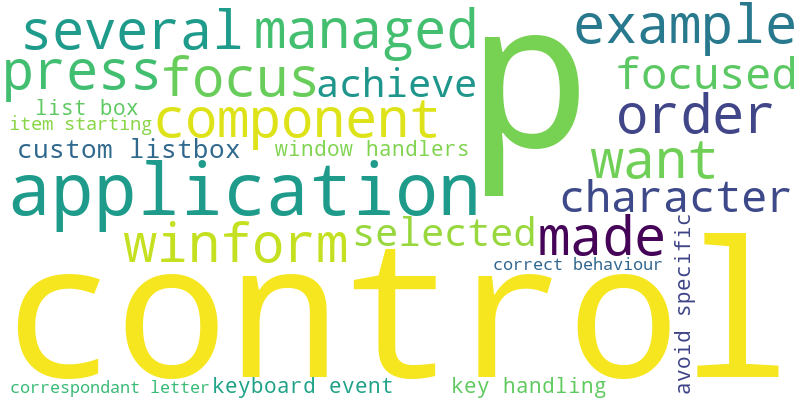 several
managed
p
example
press
focus
achieve
focused
list box
item starting
component
order
custom listbox
window handlers
want
application
character
winform
selected
made
correct behaviour
avoid specific
control
correspondant letter
keyboard event
key handling